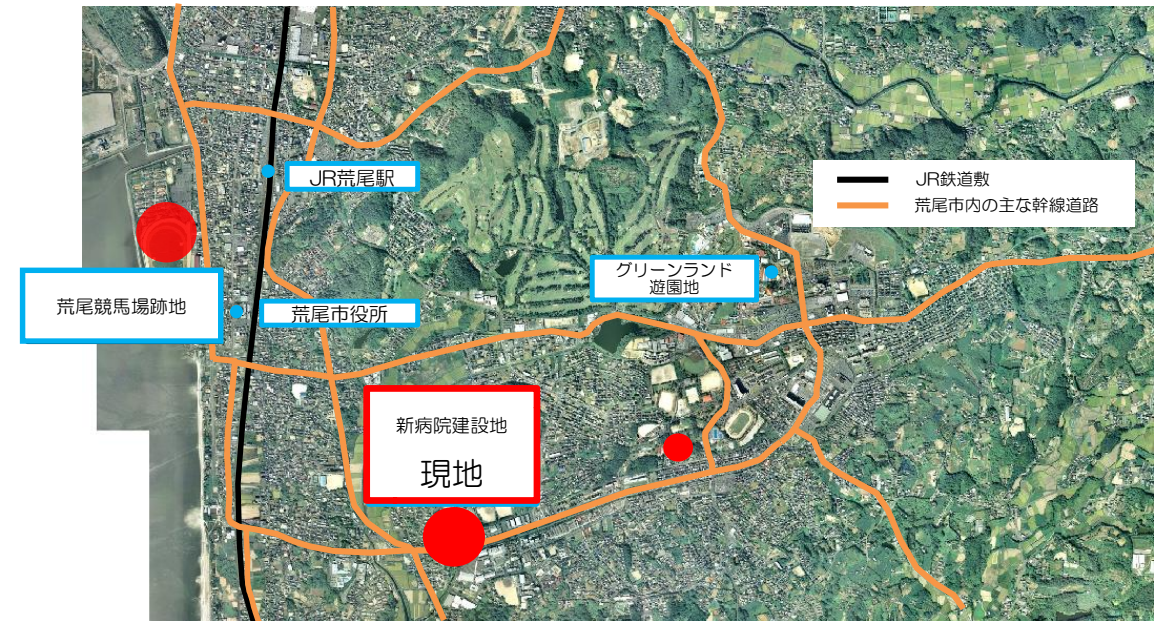 JR荒尾駅
JR鉄道敷
荒尾市内の主な幹線道路
グリーンランド
遊園地
荒尾競馬場跡地
荒尾市役所
新病院建設地
現地